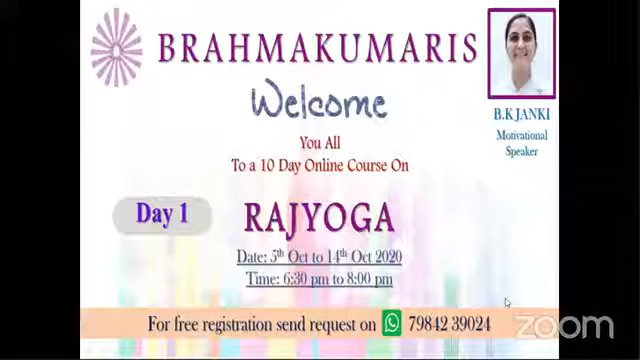 BRAHMAKUMARIS
Welcome
B.K JANKI
Motivational
Speaker
You All
To a 10 Day Online Course On
Day 1
RAJYOGA
Date: 5th Oct to 14th Oct 2020
Time: 6:30 pm to 8:00 pm
For free registration send request on 79842 39024
zoom